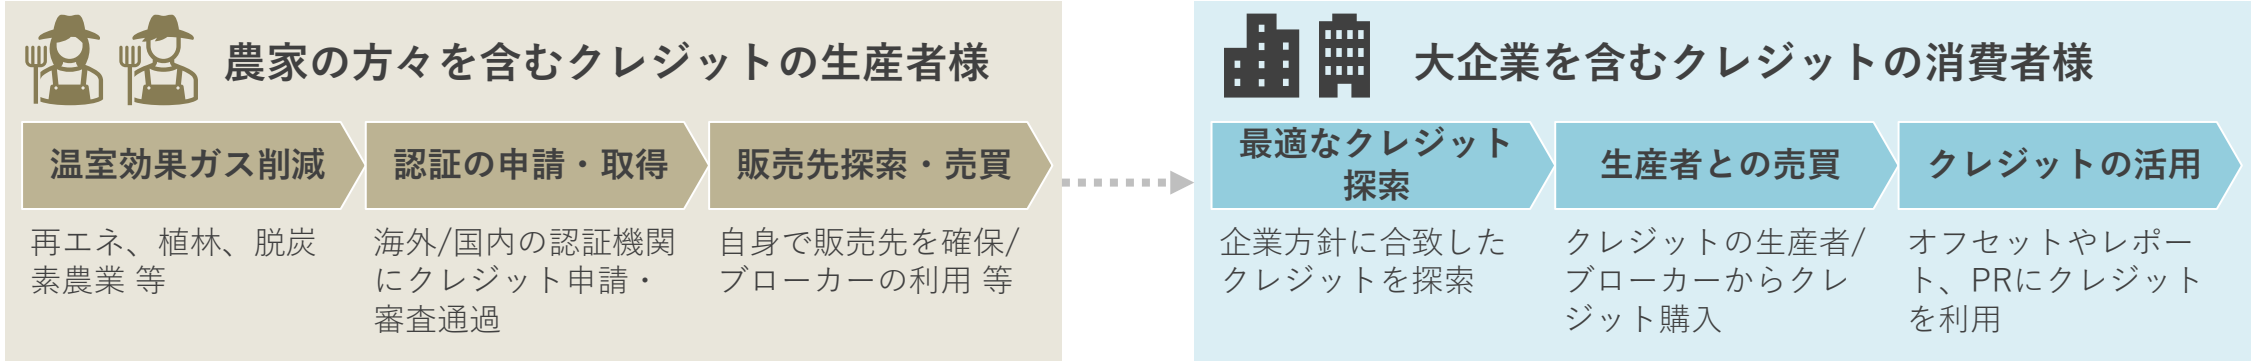 農家の方々を含むクレジットの生産者様
温室効果ガス削減
再エネ、植林、脱炭
素農業 等
認証の申請・取得
海外/国内の認証機関
にクレジット申請・
審査通過
販売先探索・売買
自身で販売先を確保/
ブローカーの利用 等
大企業を含むクレジットの消費者様
最適なクレジット
探索
企業方針に合致した
クレジットを探索
生産者との売買
クレジットの生産者/
ブローカーからクレ
ジット購入
クレジットの活用
オフセットやレポー
ト、PRにクレジット
を利用